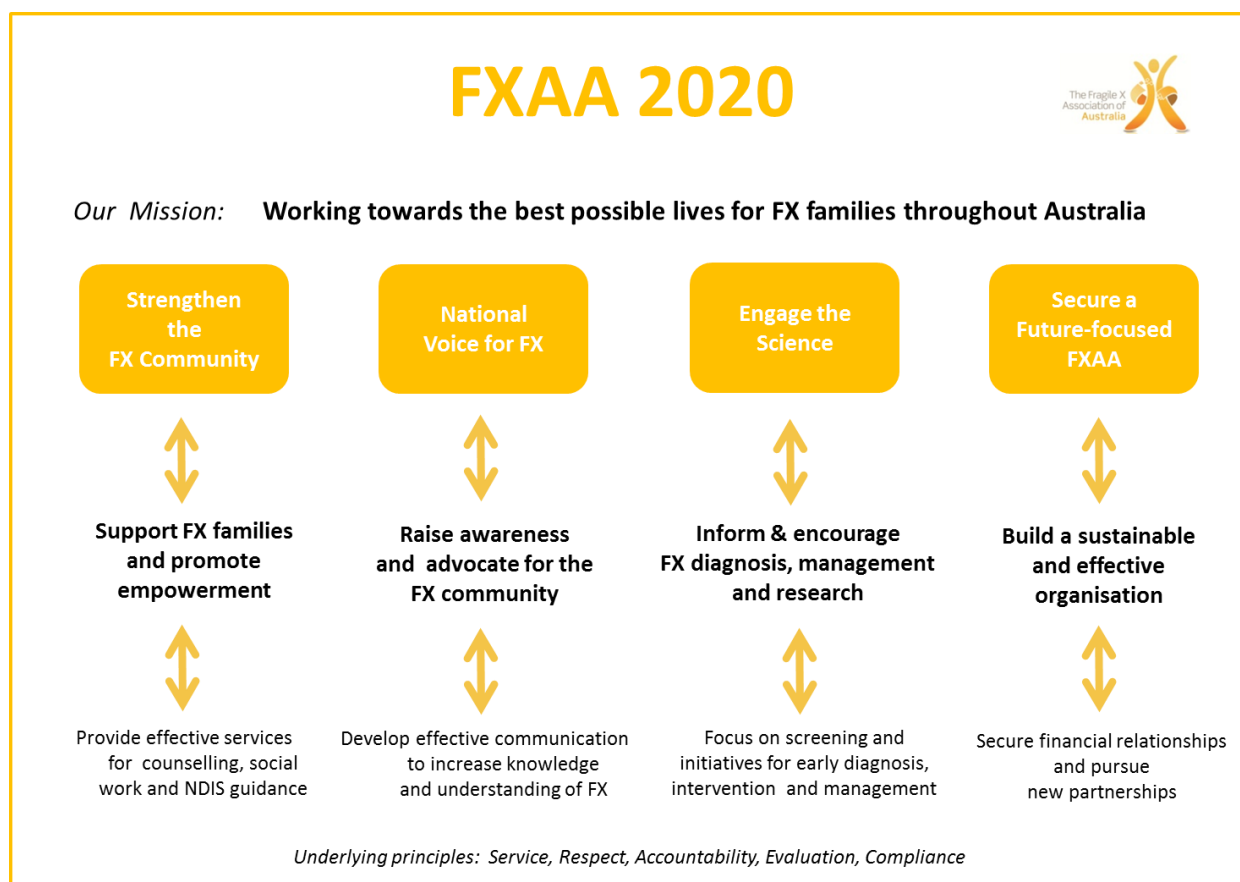 FXAA 2020
The Fragile X
Association of
Australia
Our Mission: Working towards the best possible lives for FX families throughout Australia
Strengthen
the
FX Community
National
Voice for FX
Engage the
Science
Secure a
Future-focused
FXAA
Support FX families
and promote
empowerment
Raise awareness
and advocate for the
FX community
Inform & encourage
FX diagnosis, management
and research
Build a sustainable
and effective
organisation
Provide effective services
for counselling, social
work and NDIS guidance
Develop effective communication
to increase knowledge
and understanding of FX
Focus on screening and
initiatives for early diagnosis,
intervention and management
Secure financial relationships
and pursue
new partnerships
Underlying principles: Service, Respect, Accountability, Evaluation, Compliance